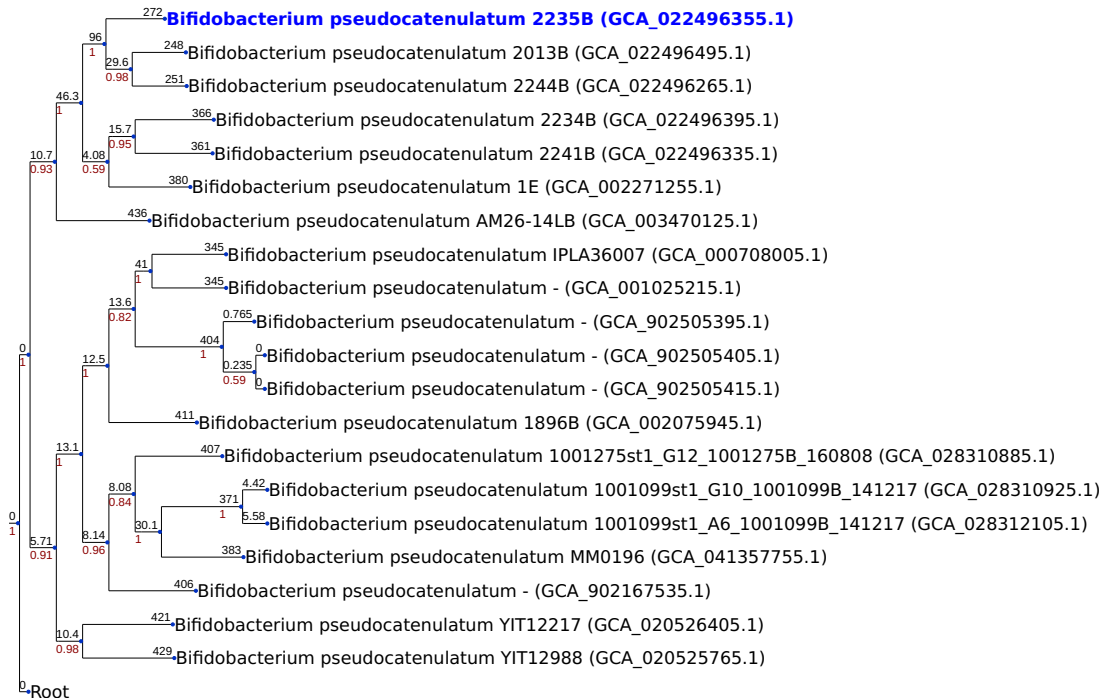 272 Bifidobacterium pseudocatenulatum 2235B (GCA_022496355.1)
96
1
248 Bifidobacterium pseudocatenulatum 2013B (GCA_022496495.1)
29.6
0.98
251 Bifidobacterium pseudocatenulatum 2244B (GCA_022496265.1)
46.3
1
366 Bifidobacterium pseudocatenulatum 2234B (GCA_022496395.1)
15.7
0.95
361 Bifidobacterium pseudocatenulatum 2241B (GCA_022496335.1)
10.7
0.93
4.08
0.59
380 Bifidobacterium pseudocatenulatum 1E (GCA_002271255.1)
436 Bifidobacterium pseudocatenulatum AM26-14LB (GCA_003470125.1)
345 Bifidobacterium pseudocatenulatum IPLA36007 (GCA_000708005.1)
41
1
345 Bifidobacterium pseudocatenulatum - (GCA_001025215.1)
13.6
0.82
0.765 Bifidobacterium pseudocatenulatum - (GCA_902505395.1)
404
1
0 Bifidobacterium pseudocatenulatum - (GCA_902505405.1)
0
1
12.5
1
0.235
0.59
0 Bifidobacterium pseudocatenulatum - (GCA_902505415.1)
411 Bifidobacterium pseudocatenulatum 1896B (GCA_002075945.1)
13.1
1
407 Bifidobacterium pseudocatenulatum 1001275st1_G12_1001275B_160808 (GCA_028310885.1)
8.08
0.84
4.42 Bifidobacterium pseudocatenulatum 1001099st1_G10_1001099B_141217 (GCA_028310925.1)
371
1
0
1
5.58 Bifidobacterium pseudocatenulatum 1001099st1_A6_1001099B_141217 (GCA_028312105.1)
30.1
1
5.71
0.91
8.14
0.96
383 Bifidobacterium pseudocatenulatum MM0196 (GCA_041357755.1)
406 Bifidobacterium pseudocatenulatum - (GCA_902167535.1)
421 Bifidobacterium pseudocatenulatum YIT12217 (GCA_020526405.1)
10.4
0.98
429 Bifidobacterium pseudocatenulatum YIT12988 (GCA_020525765.1)
0 Root